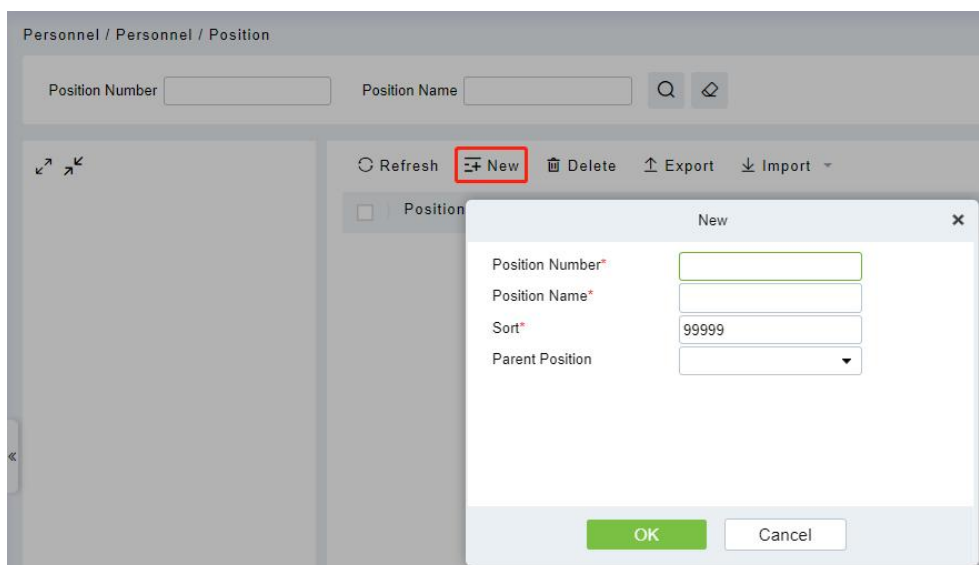 Personnel / Personnel / Position
Position Number Position Name
Refresh New Delete Export Import
Position
New
Position Number*
Position Name*
Sort* 99999
Parent Position
OK Cancel